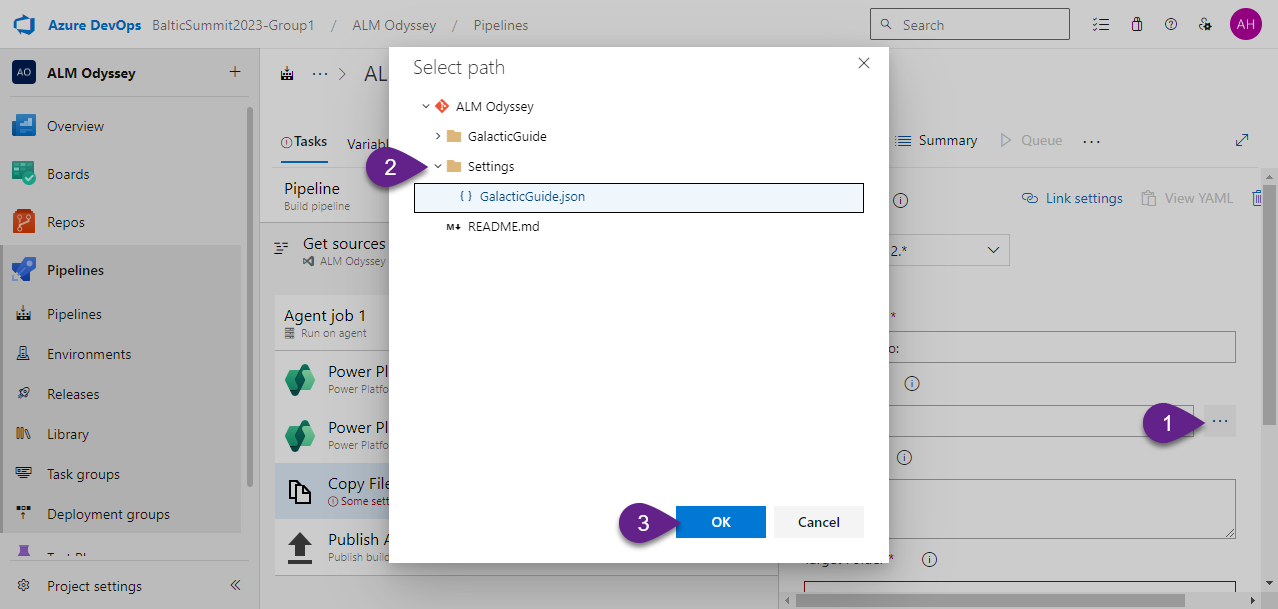 Azure DevOps BalticSummit2023-Group1 / ALM Odyssey / Pipelines
Search
AH
AO ALM Odyssey
Overview
Boards
Repos
Pipelines
Pipelines
Environments
Releases
Library
Task groups
Deployment groups
Project settings
... > AL
Tasks
Variabl
Summary
Queue
...
Pipeline
Build pipeline
Get sources
ALM Odyssey
Agent job 1
Run on agent
Power Pl
Power Platfo
Power Pl
Power Platfo
Copy File
Some sett
Publish A
Publish build
Select path
ALM Odyssey
GalacticGuide
2
Settings
{ } GalacticGuide.json
M README.md
3
OK
Cancel
Link settings
View YAML
2.*
*
o:
1
...
Target Folder *